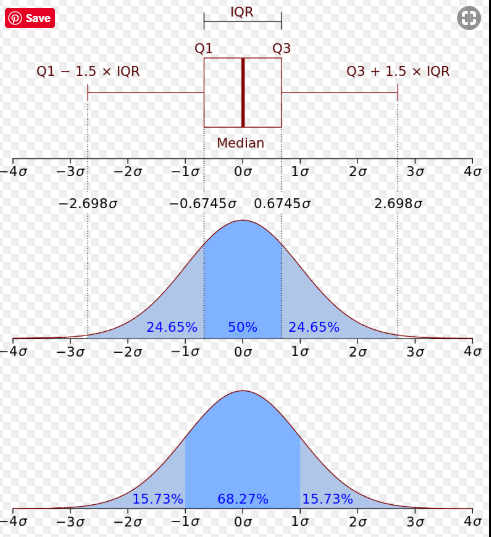 Save
IQR
Q1 Q3
Q1 − 1.5 × IQR Q3 + 1.5 × IQR
Median
−4σ −3σ −2σ −1σ 0σ 1σ 2σ 3σ 4σ
−2.698σ −0.6745σ 0.6745σ 2.698σ
24.65% 50% 24.65%
−4σ −3σ −2σ −1σ 0σ 1σ 2σ 3σ 4σ
15.73% 68.27% 15.73%
−4σ −3σ −2σ −1σ 0σ 1σ 2σ 3σ 4σ